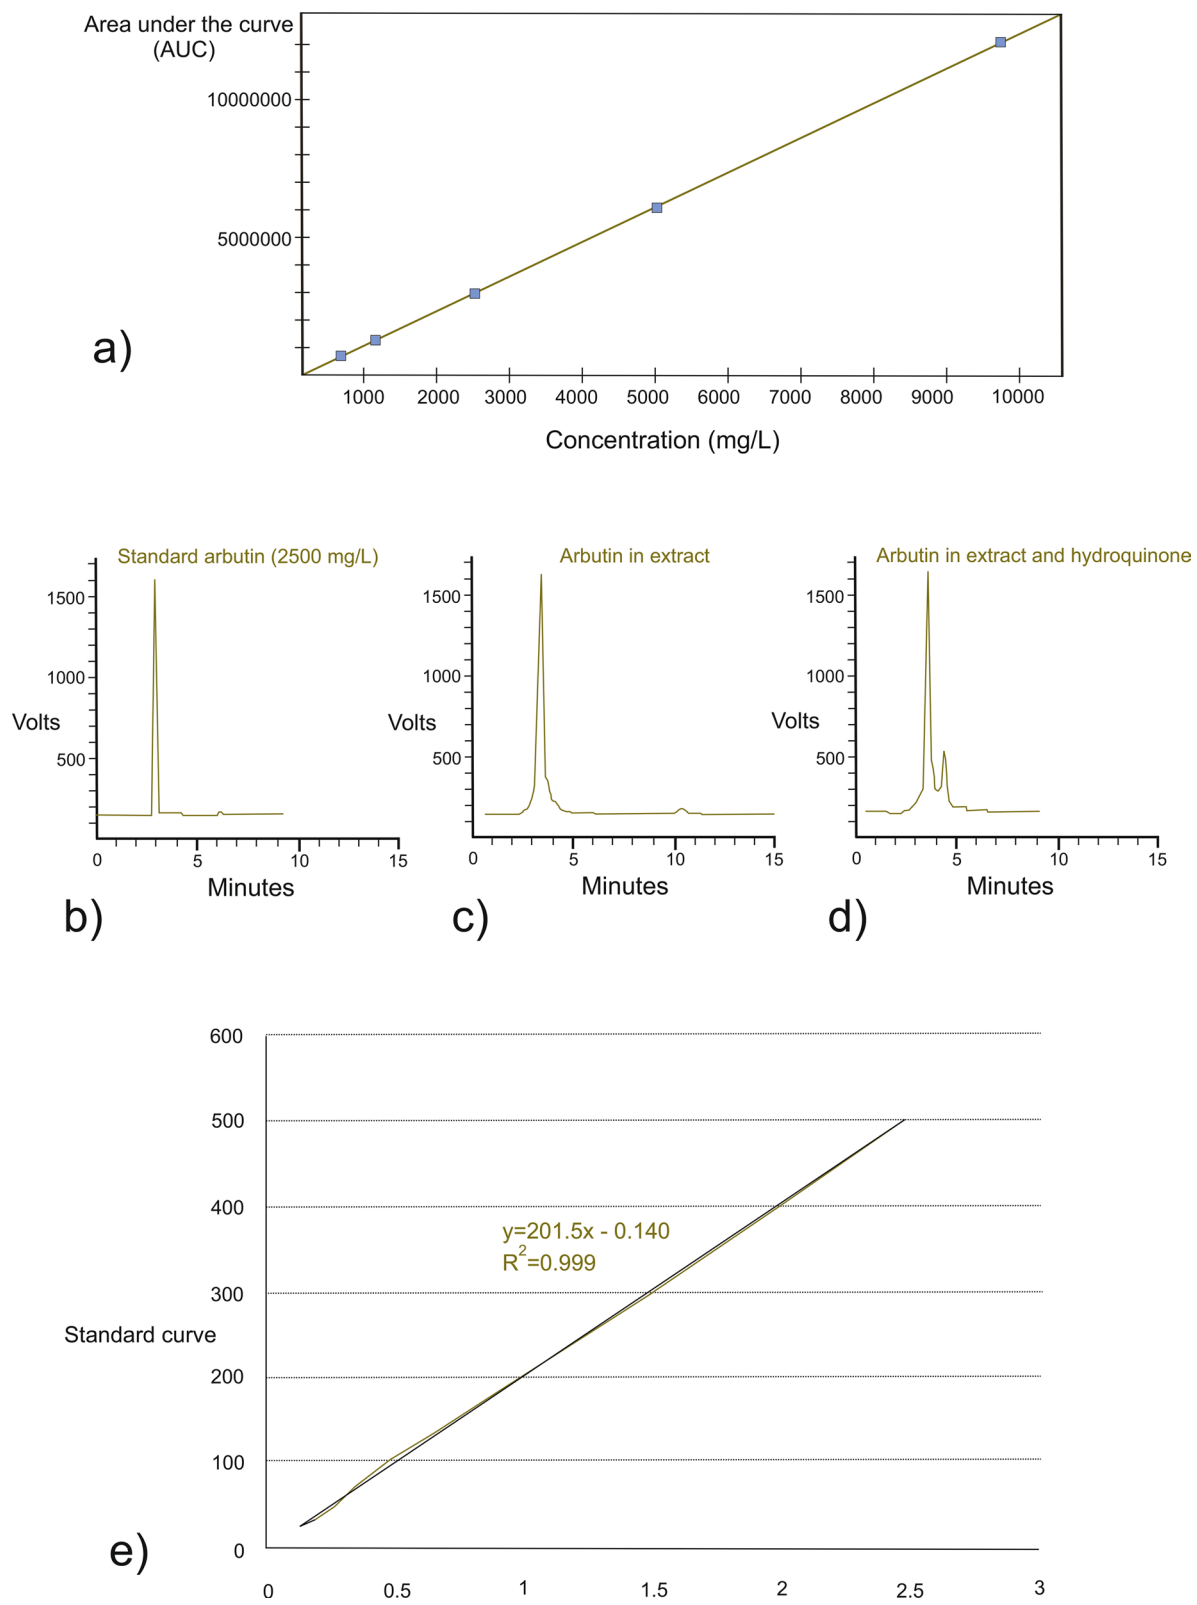 Area under the curve
(AUC)
10000000
5000000
a)
1000 2000 3000 4000 5000 6000 7000 8000 9000 10000
Concentration (mg/L)
Standard arbutin (2500 mg/L)
1500
1000
Volts
500
0 5 10 15
Minutes
b)
Arbutin in extract
1500
1000
Volts
500
0 5 10 15
Minutes
c)
Arbutin in extract and hydroquinone
1500
1000
Volts
500
0 5 10 15
Minutes
d)
600
500
400
y=201.5x - 0.140
R²=0.999
300
Standard curve
200
100
0
e)
0 0.5 1 1.5 2 2.5 3